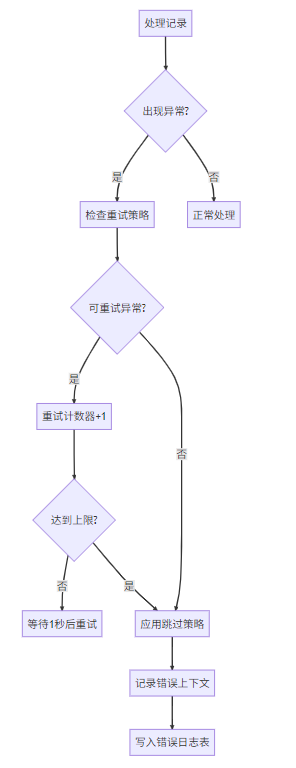 处理记录
出现异常?
是
否
检查重试策略
正常处理
可重试异常?
是
重试计数器+1
否
达到上限?
否
是
等待1秒后重试
应用跳过策略
记录错误上下文
写入错误日志表